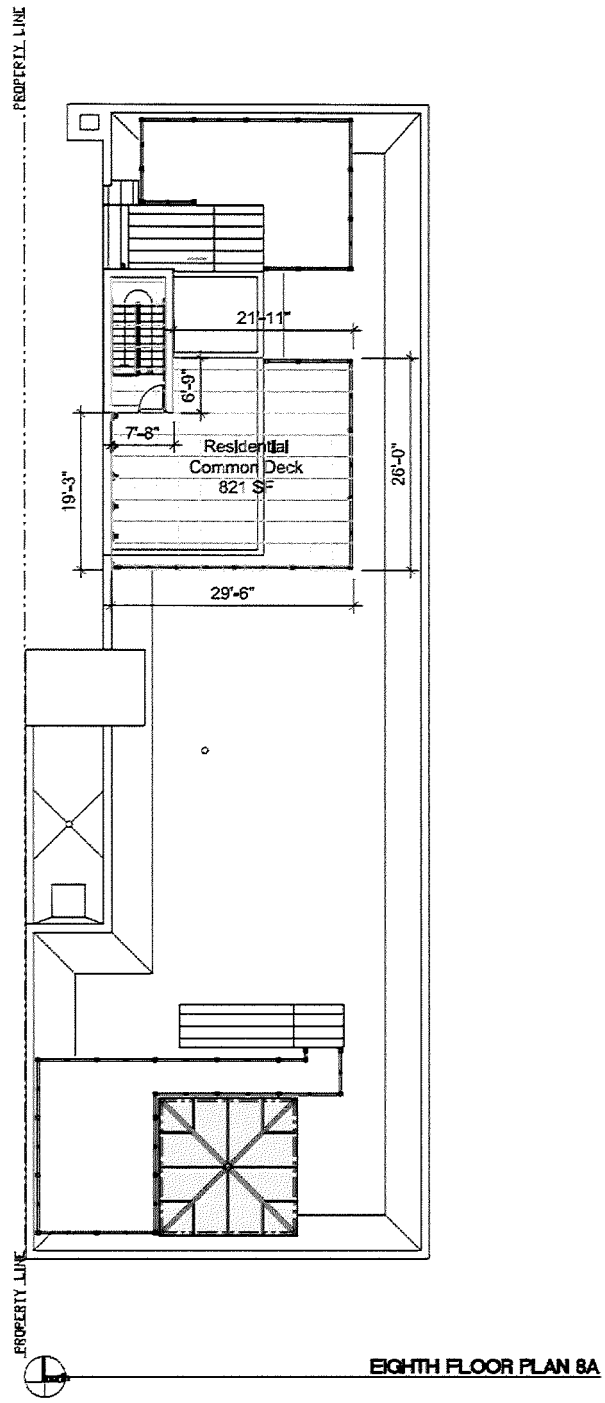 PROPERTY LINE
21'-11"
6'-9"
7'-8"
Residential
Common Deck
821 SF
19'-3"
26'-0"
29'-6"
PROPERTY LINE
EIGHTH FLOOR PLAN 8A